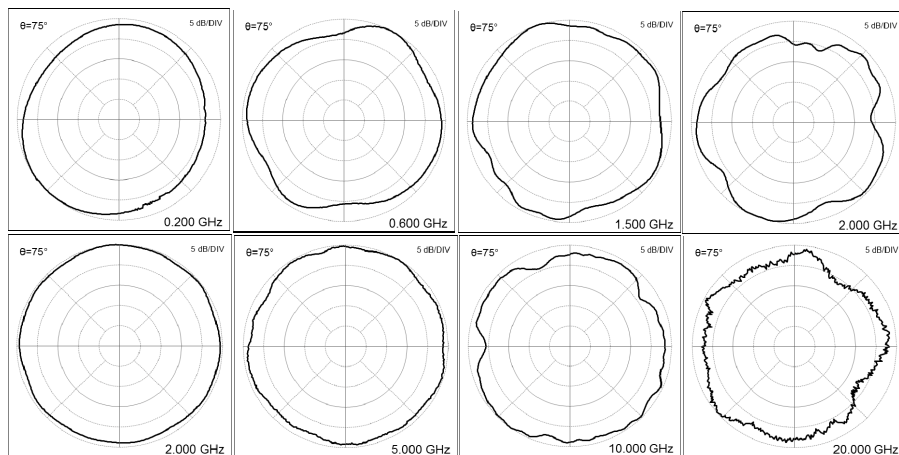 θ=75° 5 dB/DIV
0.200 GHz
θ=75° 5 dB/DIV
0.600 GHz
θ=75° 5 dB/DIV
1.500 GHz
θ=75° 5 dB/DIV
2.000 GHz
θ=75° 5 dB/DIV
2.000 GHz
θ=75° 5 dB/DIV
5.000 GHz
θ=75° 5 dB/DIV
10.000 GHz
θ=75° 5 dB/DIV
20.000 GHz